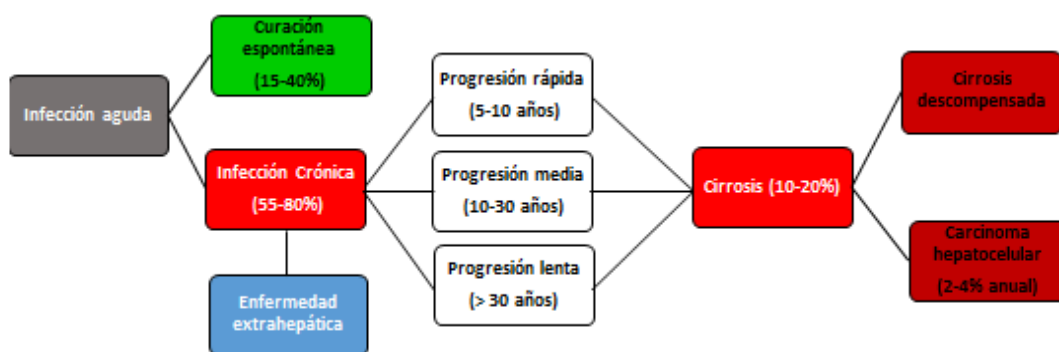 Infección aguda
Curación
espontánea
(15-40%)
Infección Crónica
(55-80%)
Enfermedad
extrahepática
Progresión rápida
(5-10 años)
Progresión media
(10-30 años)
Progresión lenta
(> 30 años)
Cirrosis (10-20%)
Cirrosis
descompensada
Carcinoma
hepatocelular
(2-4% anual)